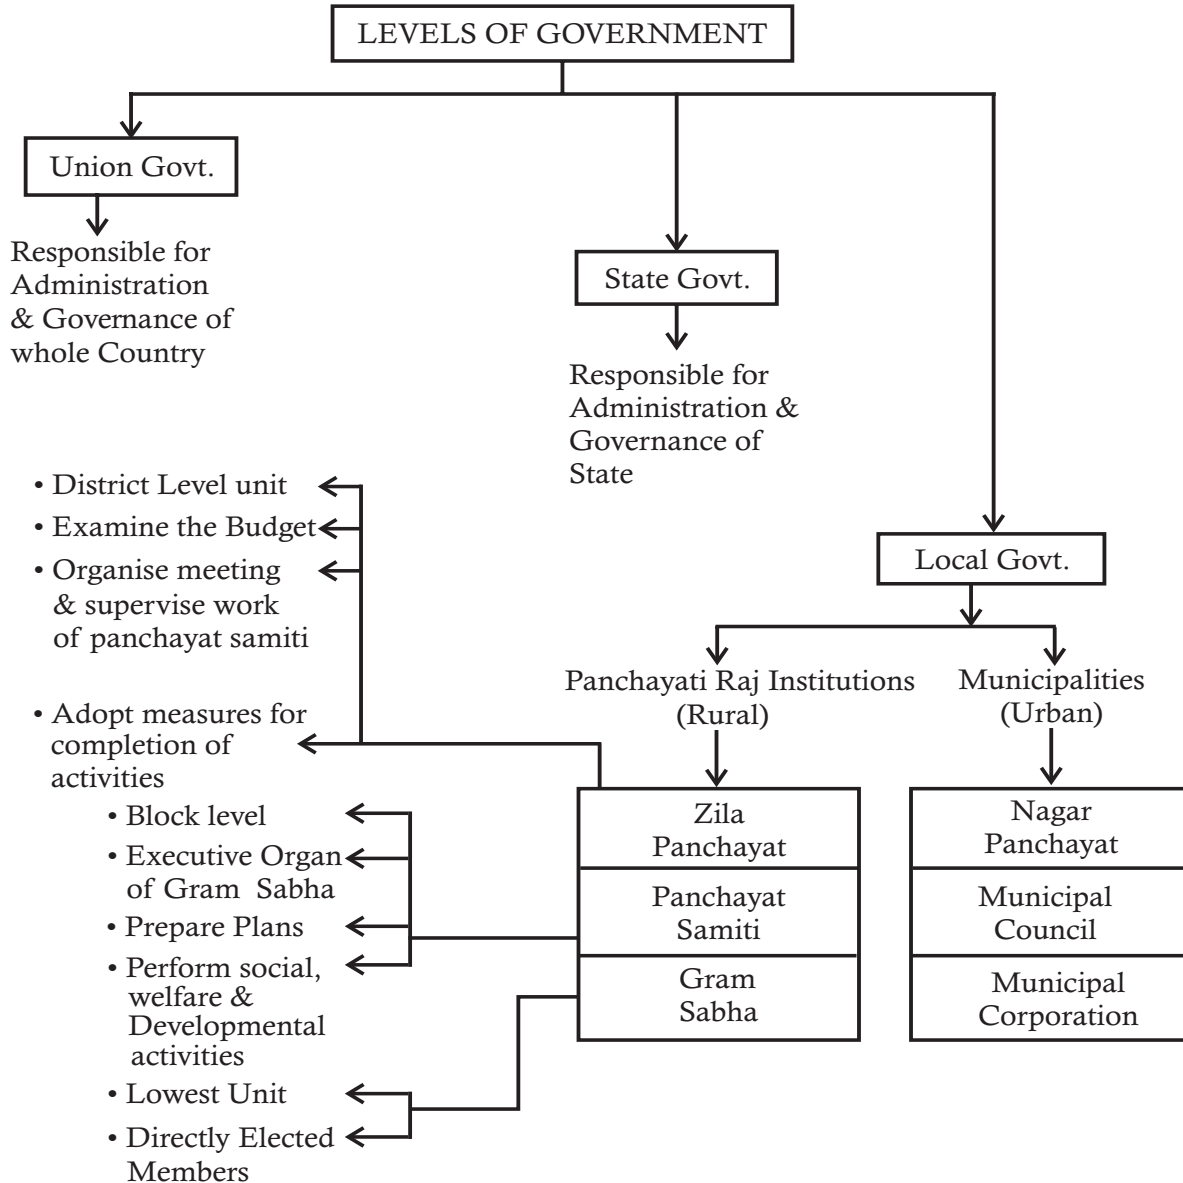 LEVELS OF GOVERNMENT
Union Govt.
Responsible for
Administration
& Governance of
whole Country
State Govt.
Responsible for
Administration &
Governance of
State
Local Govt.
Panchayati Raj Institutions
(Rural)
Municipalities
(Urban)
• District Level unit
• Examine the Budget
• Organise meeting
& supervise work
of panchayat samiti
• Adopt measures for
completion of
activities
• Block level
• Executive Organ
of Gram Sabha
• Prepare Plans
• Perform social,
welfare &
Developmental
activities
• Lowest Unit
• Directly Elected
Members
Zila
Panchayat
Panchayat
Samiti
Gram
Sabha
Nagar
Panchayat
Municipal
Council
Municipal
Corporation